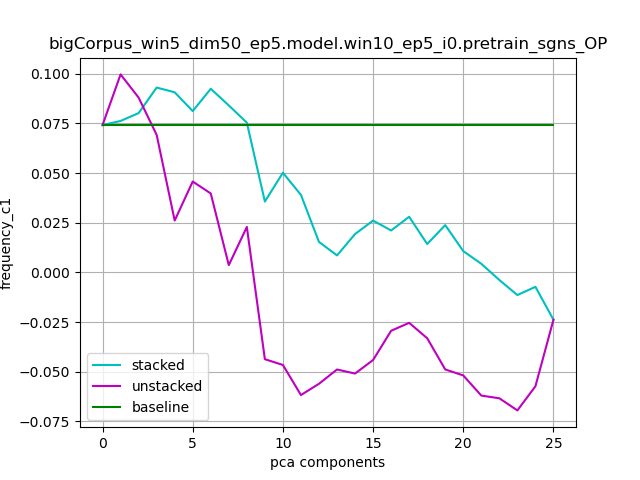 bigCorpus_win5_dim50_ep5.model.win10_ep5_i0.pretrain_sgns_OP
0.100
0.075
0.050
0.025
0.000
−0.025
−0.050
−0.075
frequency_c1
stacked
unstacked
baseline
0 5 10 15 20 25
pca components